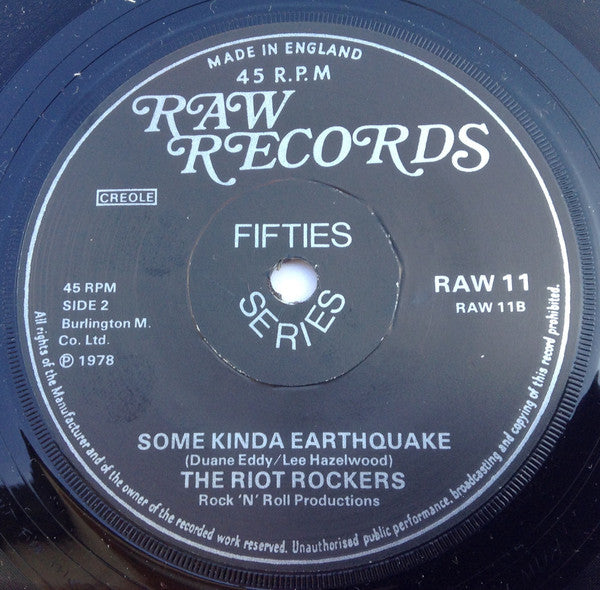 MADE IN ENGLAND
45 R.P.M
RAW
RECORDS
CREOLE
FIFTIES
SERIES
45 RPM
SIDE 2
Burlington M.
Co. Ltd.
℗ 1978
RAW 11
RAW 11B
SOME KINDA EARTHQUAKE
(Duane Eddy/Lee Hazelwood)
THE RIOT ROCKERS
Rock 'N' Roll Productions
All rights of the Manufacturer and of the owner of the recorded work reserved. Unauthorised public performance, broadcasting and copying of this record prohibited.